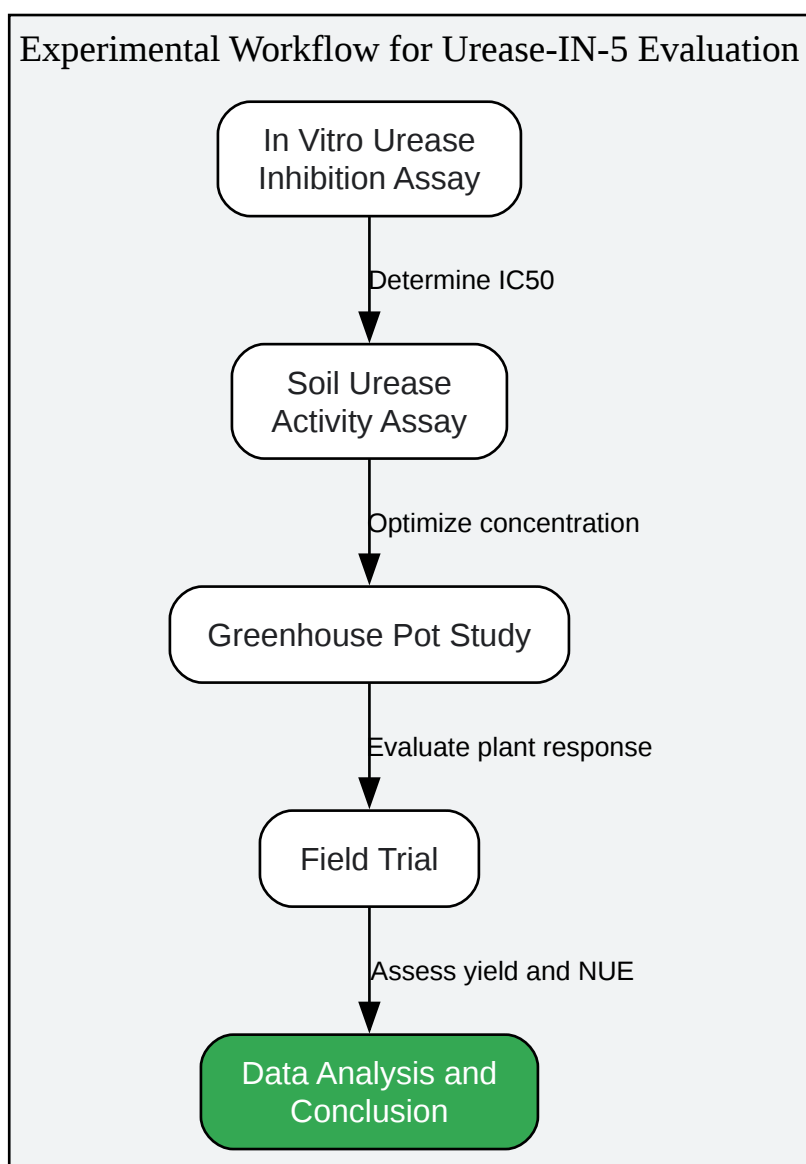 Experimental Workflow for Urease-IN-5 Evaluation
In Vitro Urease
Inhibition Assay
Determine IC50
Soil Urease
Activity Assay
Optimize concentration
Greenhouse Pot Study
Evaluate plant response
Field Trial
Assess yield and NUE
Data Analysis and
Conclusion